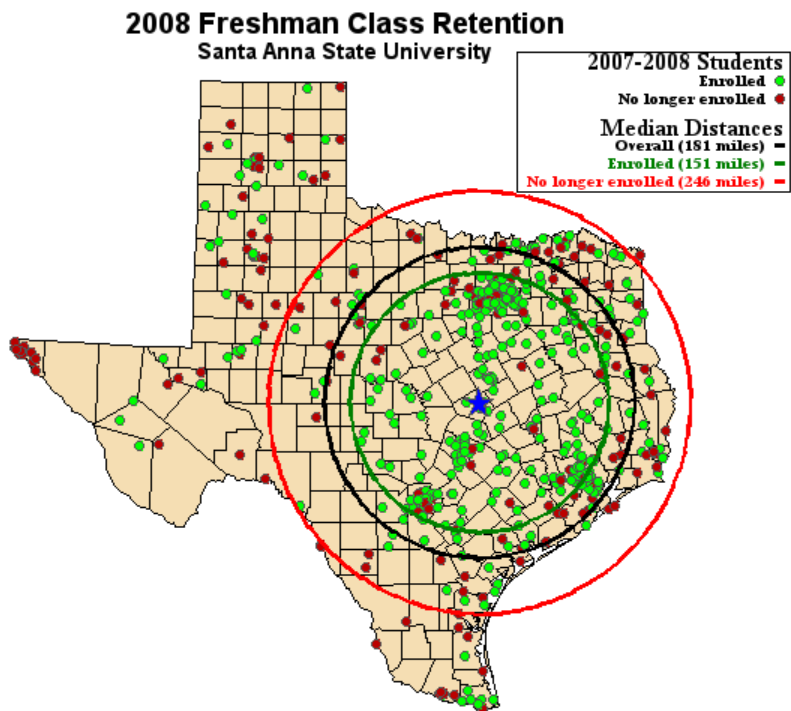 2008 Freshman Class Retention
Santa Anna State University
2007-2008 Students
Enrolled
No longer enrolled
Median Distances
Overall (181 miles)
Enrolled (151 miles)
No longer enrolled (246 miles)